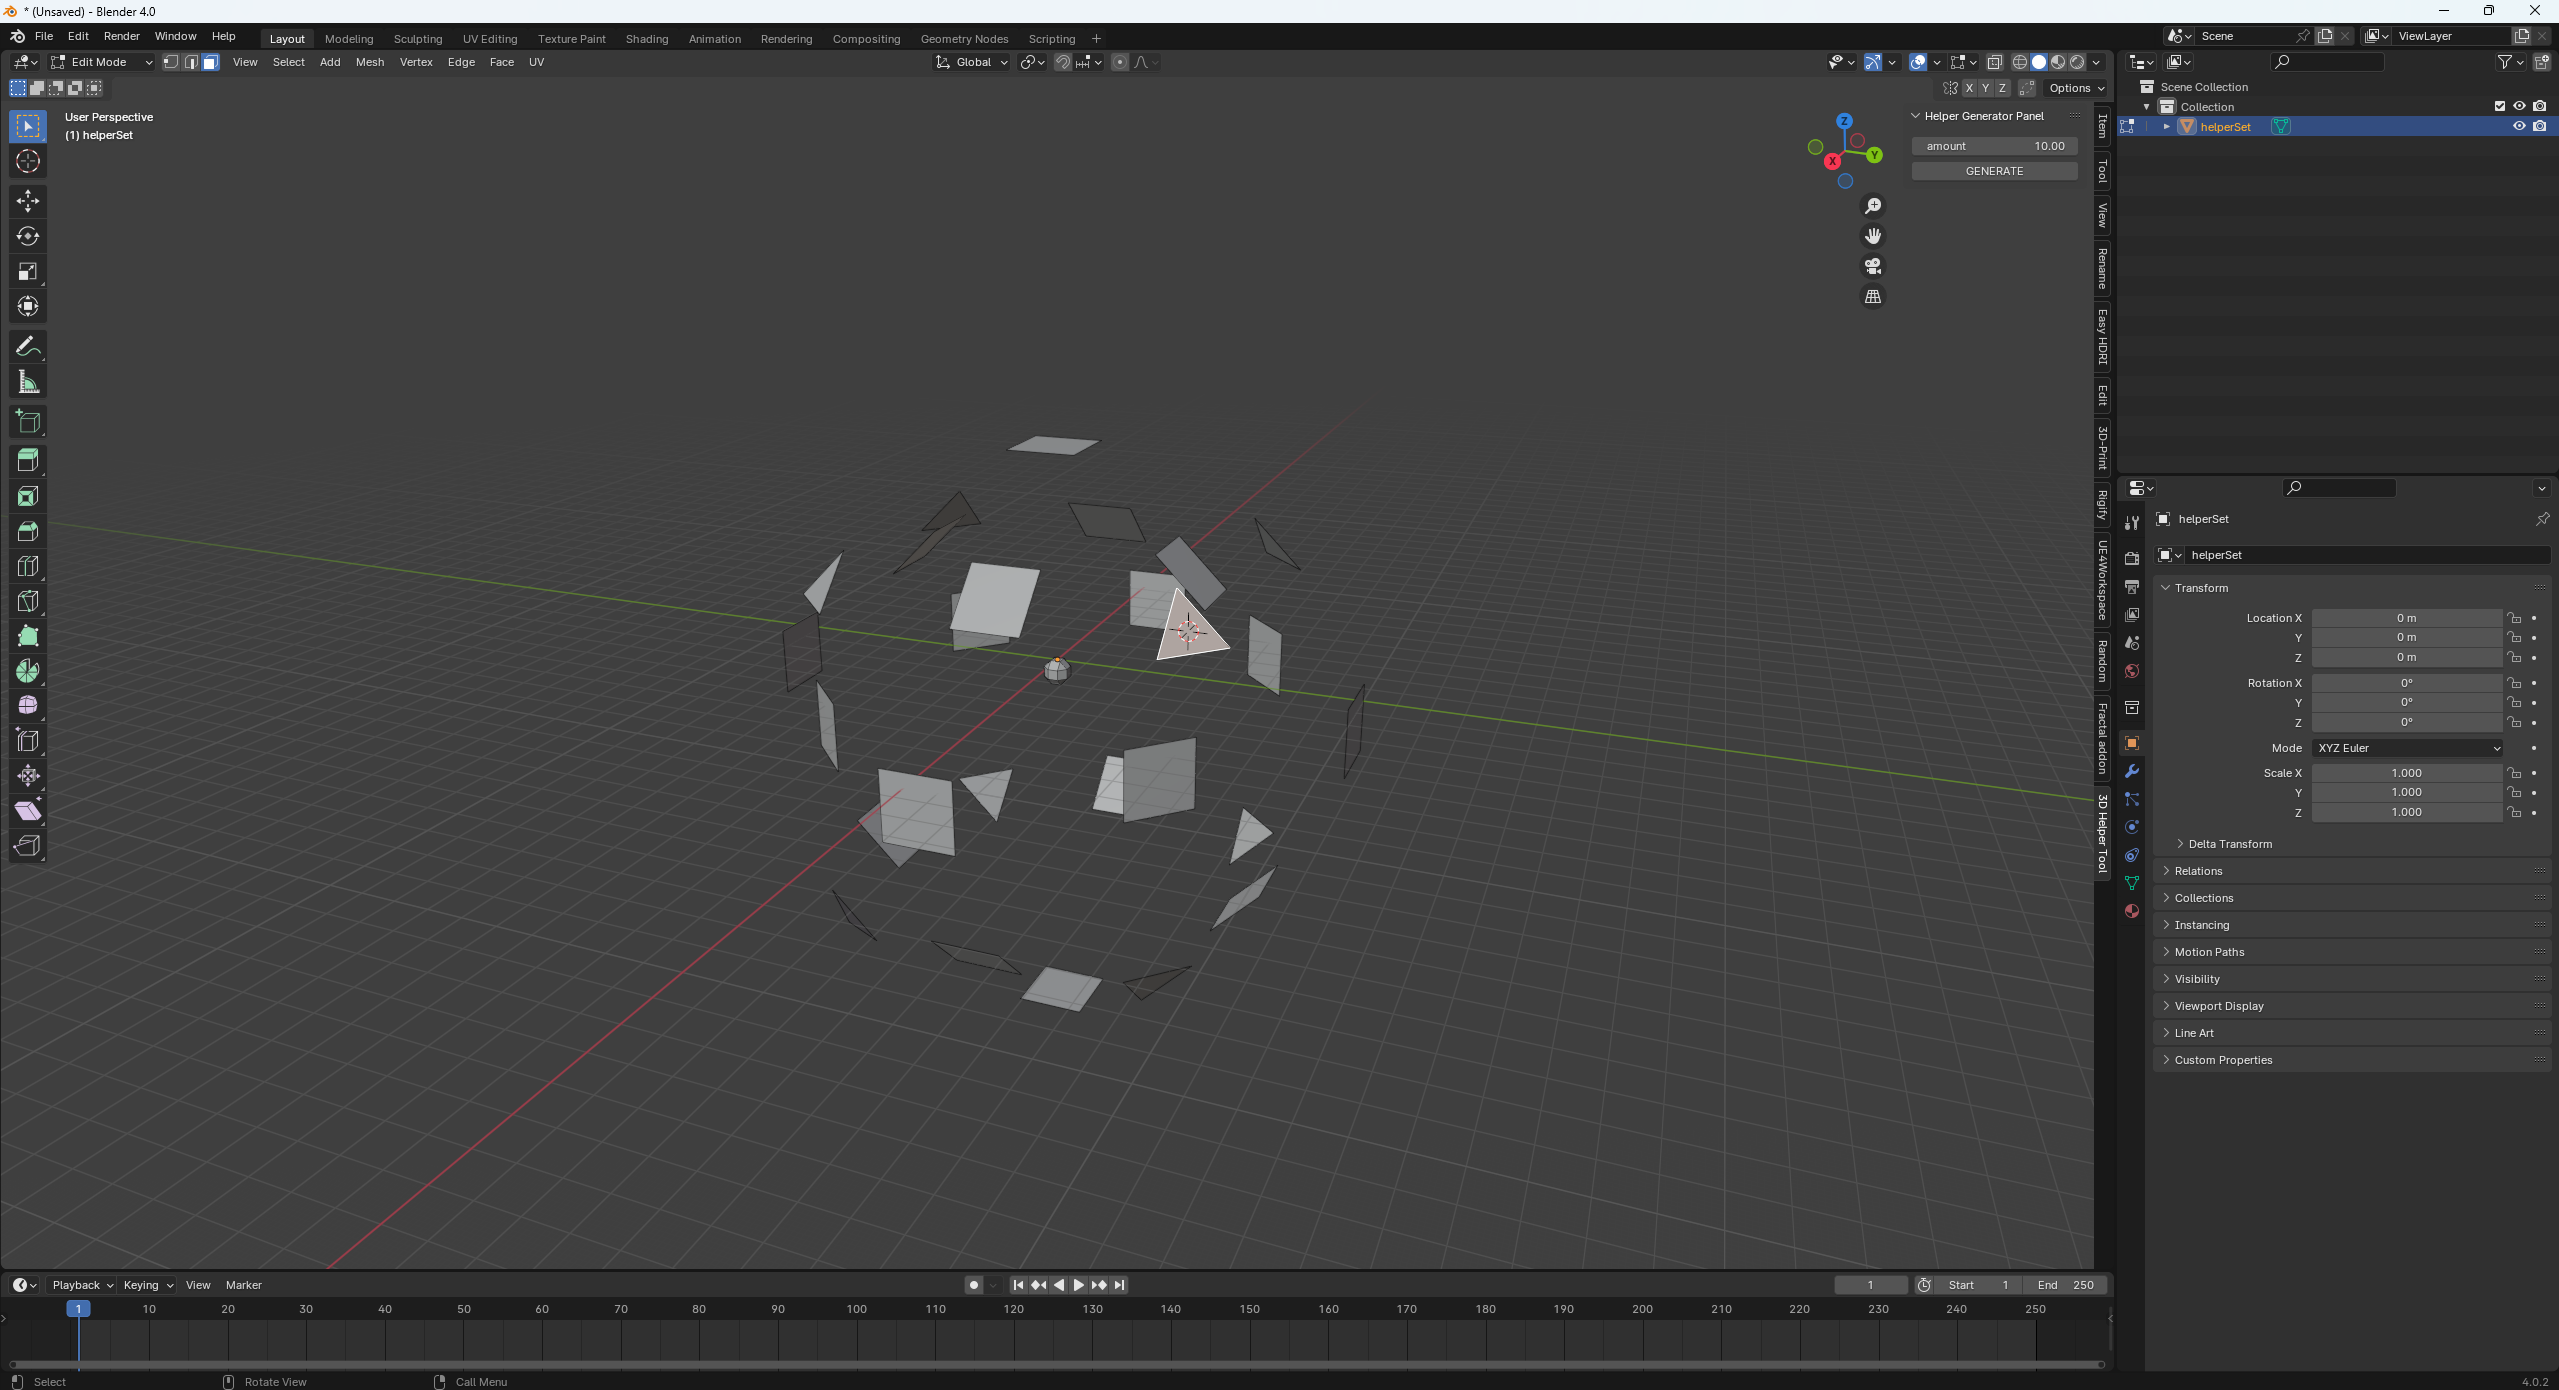 * (Unsaved) - Blender 4.0
File Edit Render Window Help Layout Modeling Sculpting UV Editing Texture Paint Shading Animation Rendering Compositing Geometry Nodes Scripting + Scene ViewLayer
Edit Mode View Select Add Mesh Vertex Edge Face UV Global
X Y Z Options
User Perspective
(1) helperSet
Z
Y
X
Helper Generator Panel
amount 10.00
GENERATE
Item
Tool
View
Rename
Easy HDRI
Edit
3D-Print
Rigify
UE4Workspace
Random
Fractal addon
3D Helper Tool
Scene Collection
Collection
helperSet
helperSet
helperSet
Transform
Location X 0 m
Y 0 m
Z 0 m
Rotation X 0°
Y 0°
Z 0°
Mode XYZ Euler
Scale X 1.000
Y 1.000
Z 1.000
Delta Transform
Relations
Collections
Instancing
Motion Paths
Visibility
Viewport Display
Line Art
Custom Properties
Playback Keying View Marker 1 Start 1 End 250
1 10 20 30 40 50 60 70 80 90 100 110 120 130 140 150 160 170 180 190 200 210 220 230 240 250
Select Rotate View Call Menu 4.0.2